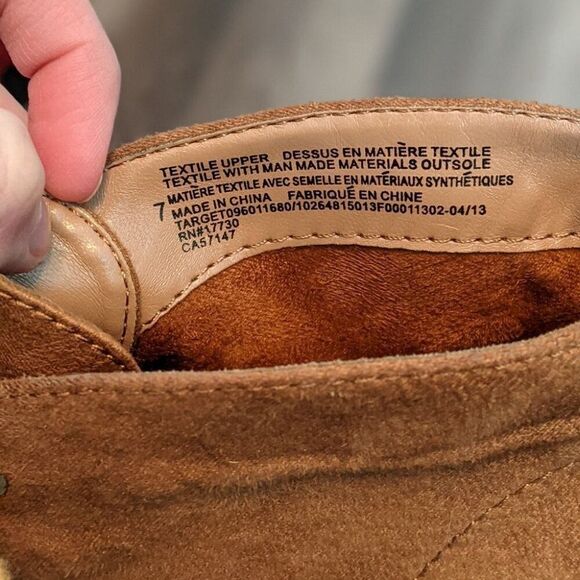 TEXTILE UPPER DESSUS EN MATIÈRE TEXTILE
TEXTILE WITH MAN MADE MATERIALS OUTSOLE
MATIÈRE TEXTILE AVEC SEMELLE EN MATÉRIAUX SYNTHÉTIQUES
7 MADE IN CHINA FABRIQUÉ EN CHINE
TARGET096011680/10264815013F00011302-04/13
RN#17730
CA57147